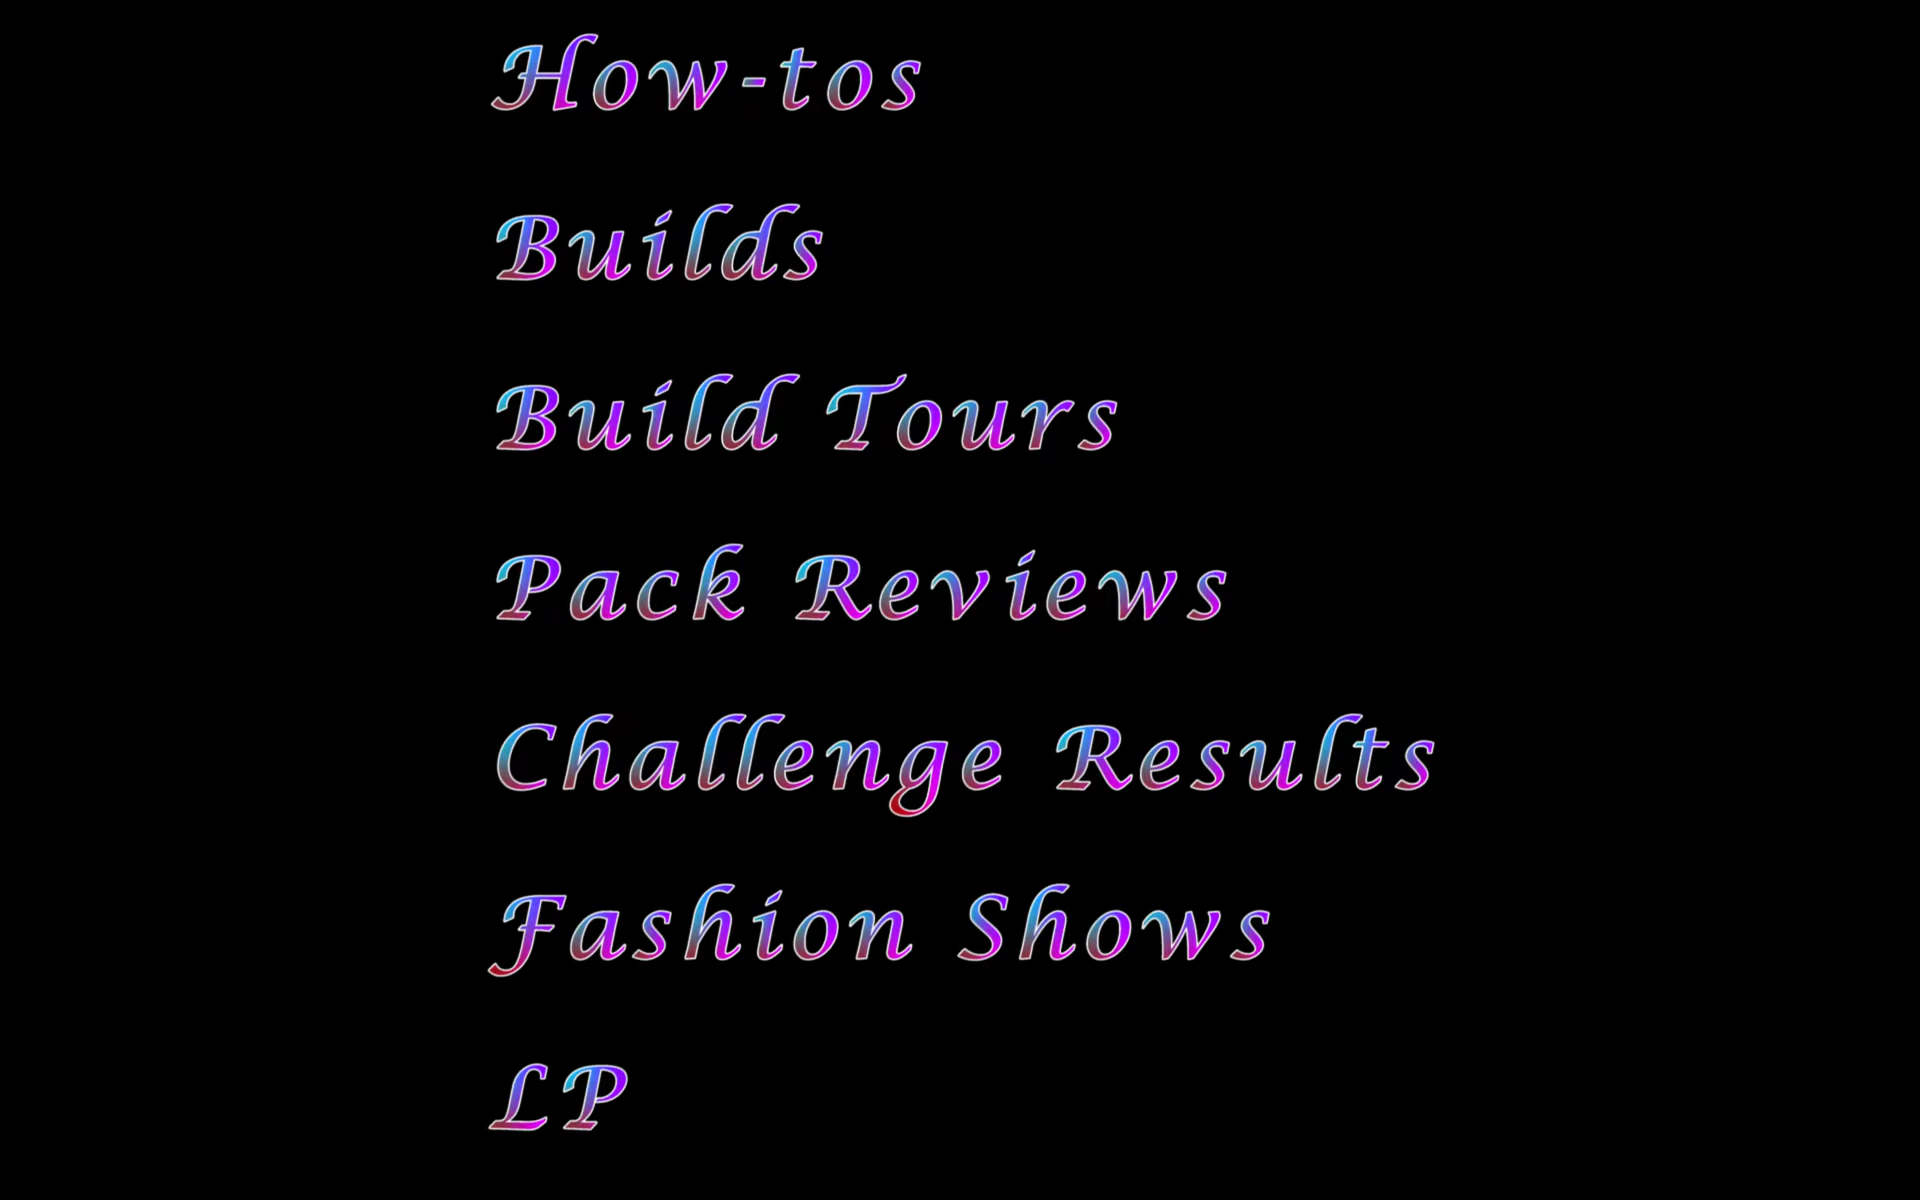 How-tos
Builds
Build Tours
Pack Reviews
Challenge Results
Fashion Shows
LP